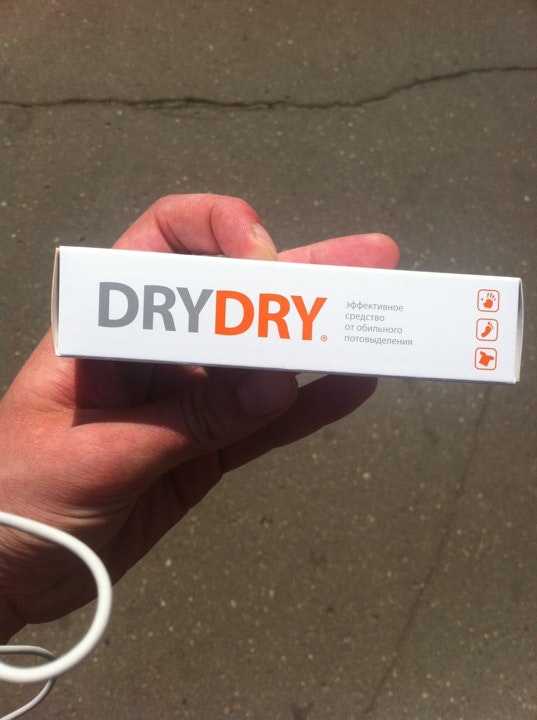 DRYDRY®
эффективное
средство
от обильного
потовыделения